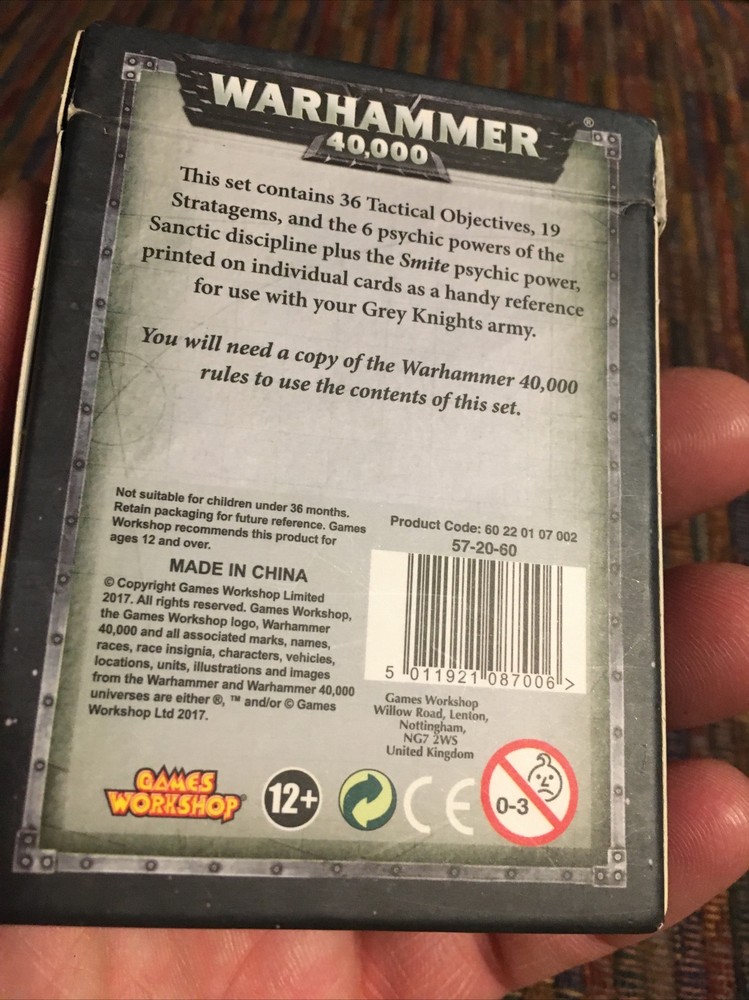 WARHAMMER®
40,000
This set contains 36 Tactical Objectives, 19
Stratagems, and the 6 psychic powers of the
Sanctic discipline plus the Smite psychic power,
printed on individual cards as a handy reference
for use with your Grey Knights army.
You will need a copy of the Warhammer 40,000
rules to use the contents of this set.
Not suitable for children under 36 months.
Retain packaging for future reference. Games
Workshop recommends this product for
ages 12 and over.
MADE IN CHINA
© Copyright Games Workshop Limited
2017. All rights reserved. Games Workshop,
the Games Workshop logo, Warhammer
40,000 and all associated marks, names,
races, race insignia, characters, vehicles,
locations, units, illustrations and images
from the Warhammer and Warhammer 40,000
universes are either ®, ™ and/or © Games
Workshop Ltd 2017.
Product Code: 60 22 01 07 002
57-20-60
5 011921 087006 >
Games Workshop
Willow Road, Lenton,
Nottingham,
NG7 2WS
United Kingdom
GAMES
WORKSHOP®
12+
CE
0-3